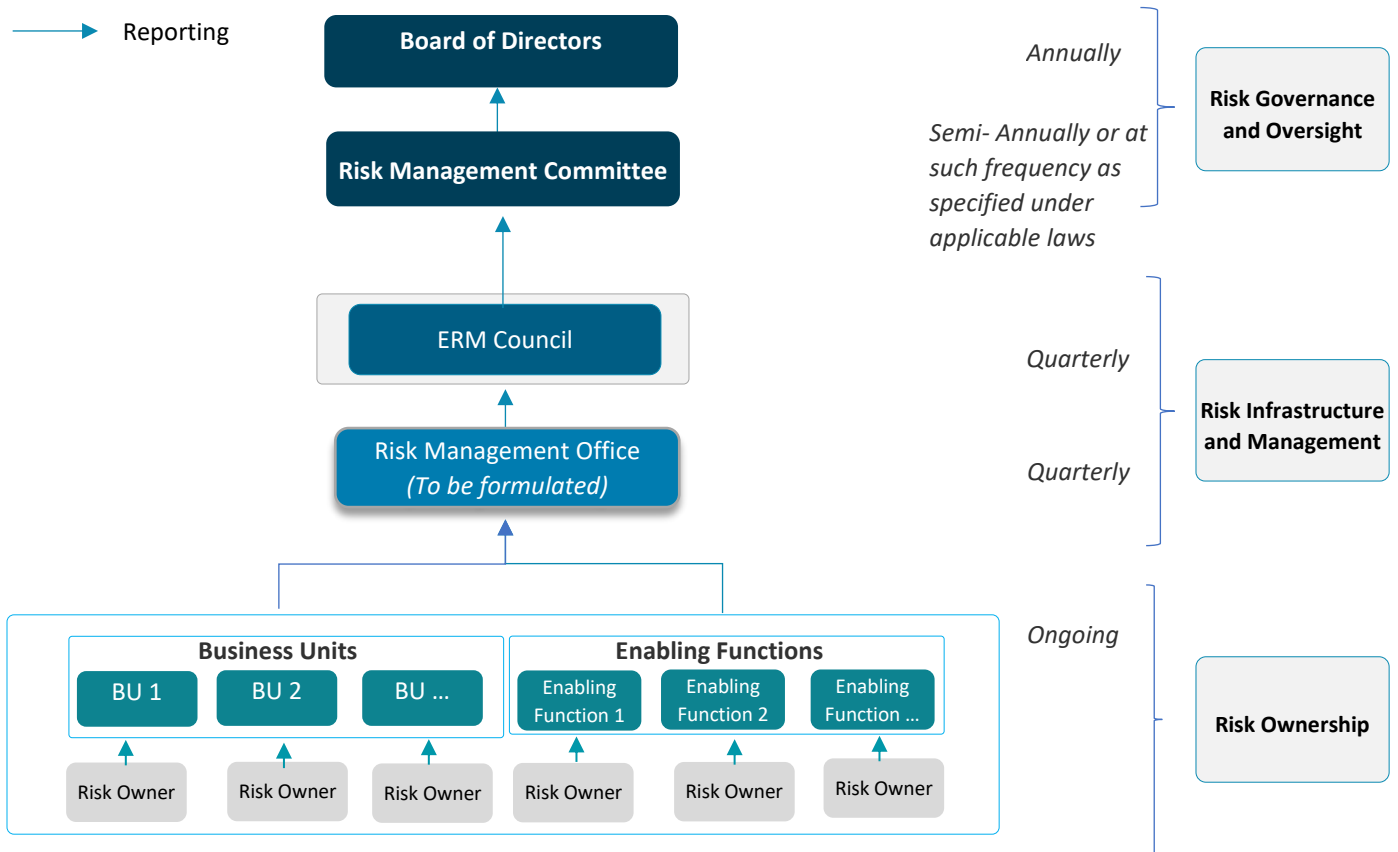 Reporting
Board of Directors
Annually
Risk Governance
and Oversight
Semi- Annually or at
such frequency as
specified under
applicable laws
Risk Management Committee
ERM Council
Quarterly
Risk Infrastructure
and Management
Risk Management Office
(To be formulated)
Quarterly
Ongoing
Business Units
Enabling Functions
BU 1
BU 2
BU ...
Enabling
Function 1
Enabling
Function 2
Enabling
Function ...
Risk Owner
Risk Owner
Risk Owner
Risk Owner
Risk Owner
Risk Owner
Risk Ownership